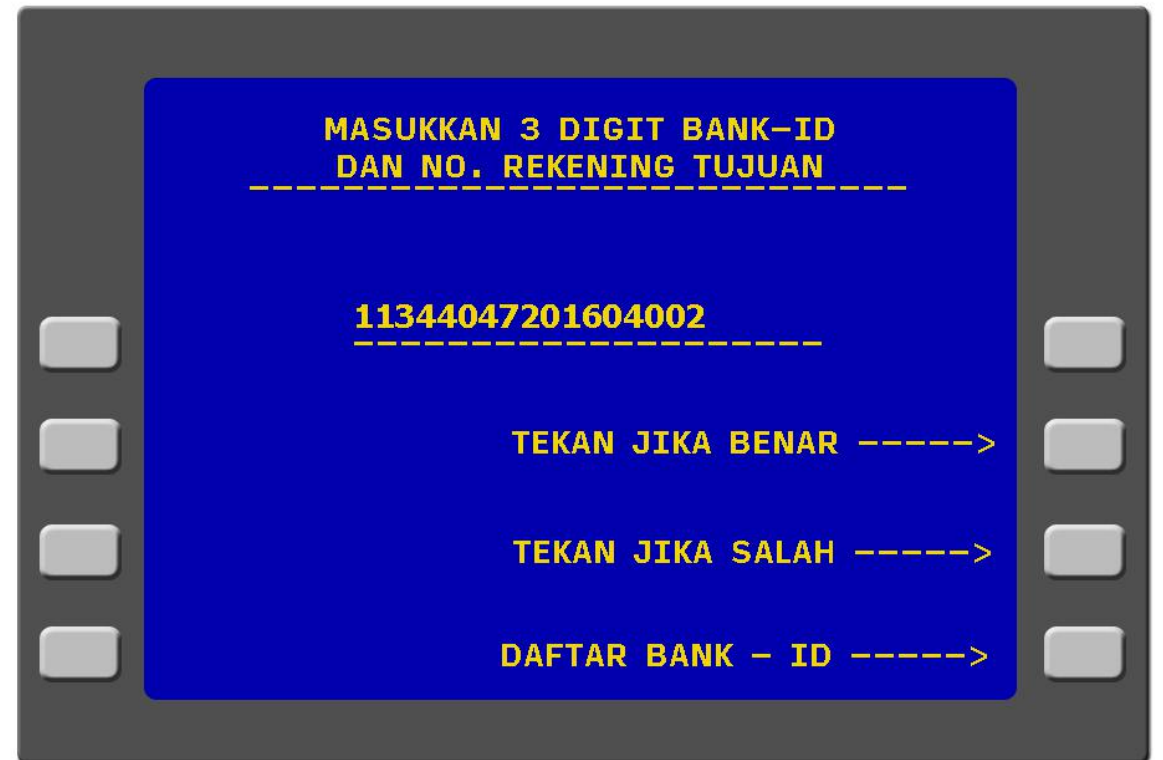 MASUKKAN 3 DIGIT BANK-ID
DAN NO. REKENING TUJUAN
11344047201604002
TEKAN JIKA BENAR ----->
TEKAN JIKA SALAH ----->
DAFTAR BANK - ID ----->